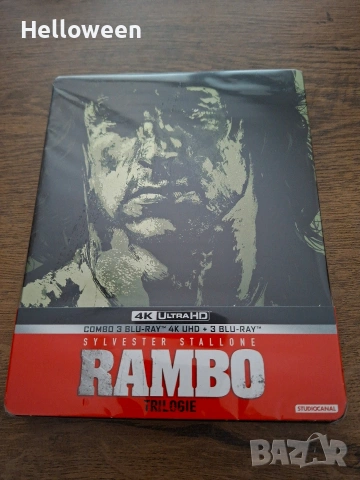 Helloween
4K ULTRA HD
COMBO 3 BLU-RAY™ 4K UHD + 3 BLU-RAY™
SYLVESTER STALLONE
RAMBO
TRILOGIE
STUDIOCANAL
BAZAR